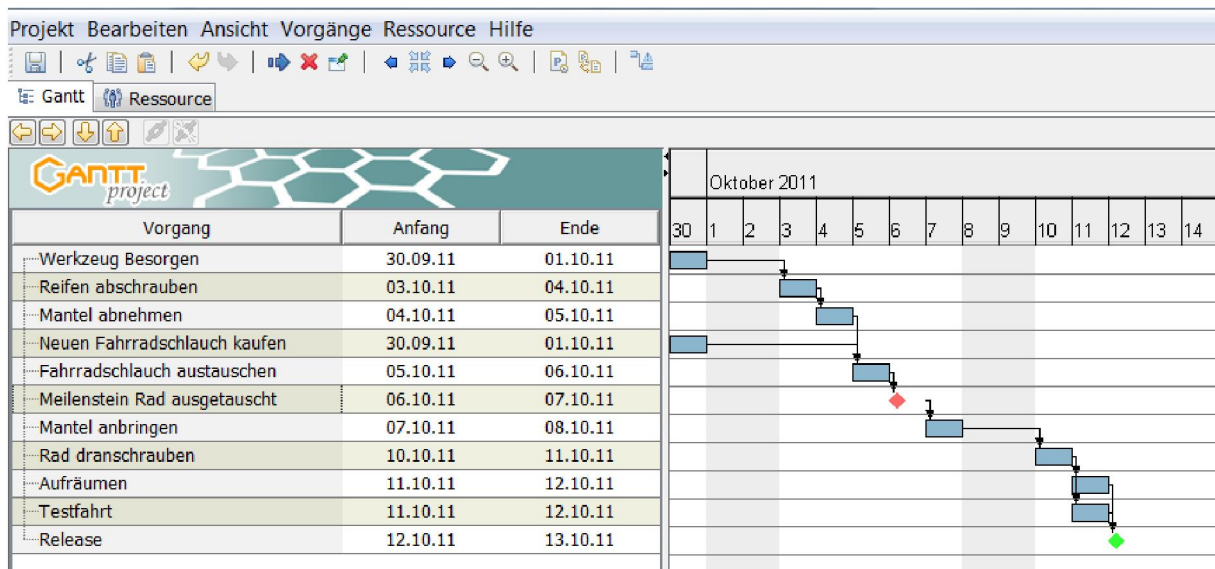 Projekt Bearbeiten Ansicht Vorgänge Ressource Hilfe
Gantt Ressource
GANTT project
Oktober 2011
Vorgang Anfang Ende 30 1 2 3 4 5 6 7 8 9 10 11 12 13 14
Werkzeug Besorgen 30.09.11 01.10.11
Reifen abschrauben 03.10.11 04.10.11
Mantel abnehmen 04.10.11 05.10.11
Neuen Fahrradschlauch kaufen 30.09.11 01.10.11
Fahrradschlauch austauschen 05.10.11 06.10.11
Meilenstein Rad ausgetauscht 06.10.11 07.10.11
Mantel anbringen 07.10.11 08.10.11
Rad dranschrauben 10.10.11 11.10.11
Aufräumen 11.10.11 12.10.11
Testfahrt 11.10.11 12.10.11
Release 12.10.11 13.10.11